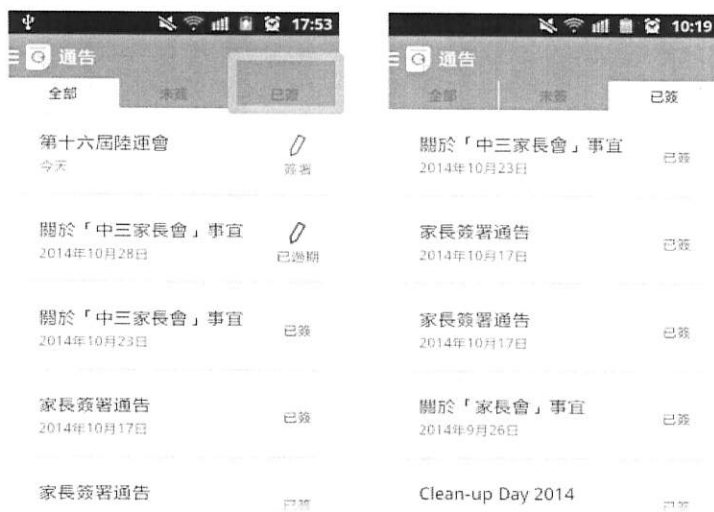 17:53
通告
全部
未簽
已簽
第十六屆陸運會
今天
簽署
關於「中三家長會」事宜
2014年10月28日
已過期
關於「中三家長會」事宜
2014年10月23日
已簽
家長簽署通告
2014年10月17日
已簽
家長簽署通告
已簽
10:19
通告
全部
未簽
已簽
關於「中三家長會」事宜
2014年10月23日
已簽
家長簽署通告
2014年10月17日
已簽
家長簽署通告
2014年10月17日
已簽
關於「家長會」事宜
2014年9月26日
已簽
Clean-up Day 2014
已簽